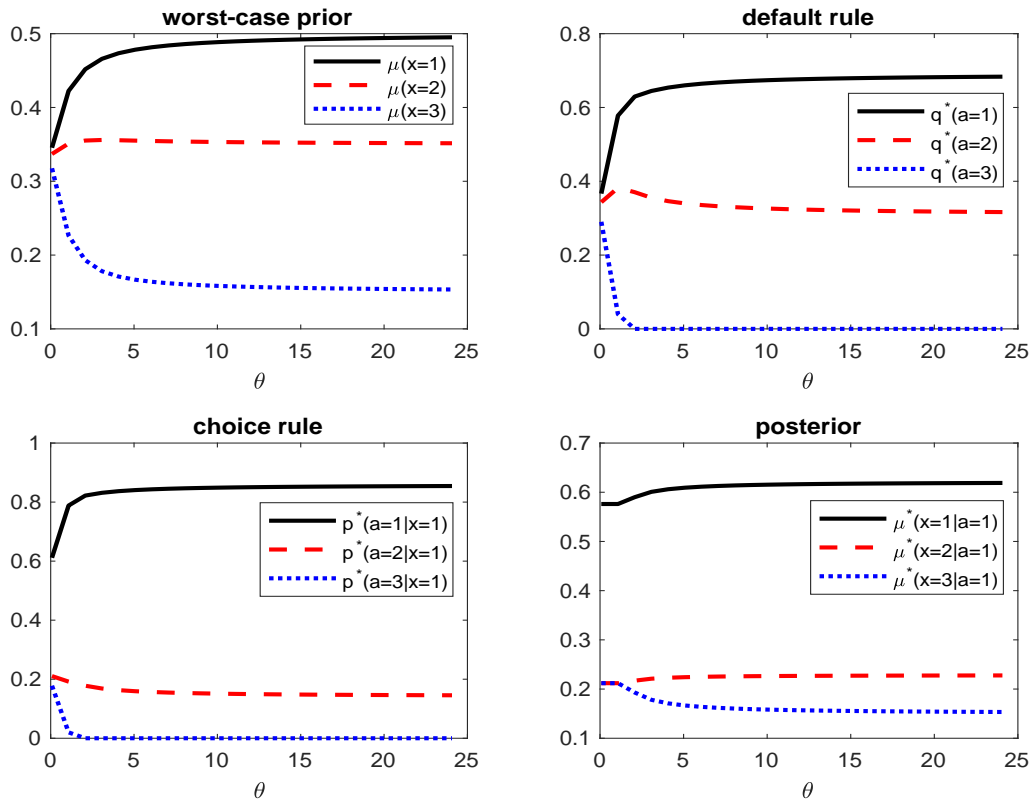 worst-case prior
0.5
0.4
0.3
0.2
0.1
0 5 10 15 20 25
θ
μ(x=1)
μ(x=2)
μ(x=3)
default rule
0.8
0.6
0.4
0.2
0
0 5 10 15 20 25
θ
q*(a=1)
q*(a=2)
q*(a=3)
choice rule
1
0.8
0.6
0.4
0.2
0
0 5 10 15 20 25
θ
p*(a=1|x=1)
p*(a=2|x=1)
p*(a=3|x=1)
posterior
0.7
0.6
0.5
0.4
0.3
0.2
0.1
0 5 10 15 20 25
θ
μ*(x=1|a=1)
μ*(x=2|a=1)
μ*(x=3|a=1)